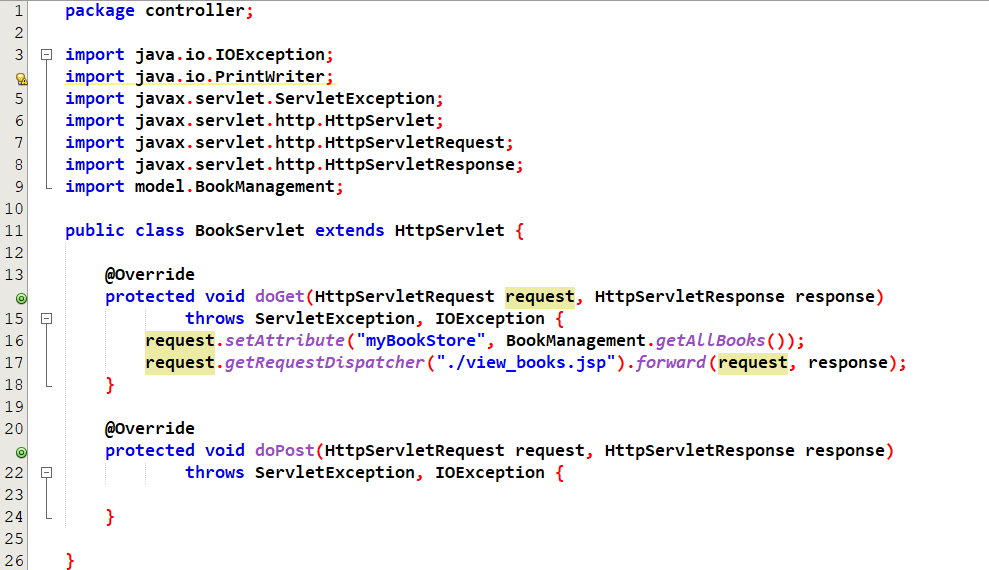 1 package controller;
2
3 import java.io.IOException;
import java.io.PrintWriter;
5 import javax.servlet.ServletException;
6 import javax.servlet.http.HttpServlet;
7 import javax.servlet.http.HttpServletRequest;
8 import javax.servlet.http.HttpServletResponse;
9 import model.BookManagement;
10
11 public class BookServlet extends HttpServlet {
12
13     @Override
    protected void doGet(HttpServletRequest request, HttpServletResponse response)
15             throws ServletException, IOException {
16         request.setAttribute("myBookStore", BookManagement.getAllBooks());
17         request.getRequestDispatcher("./view_books.jsp").forward(request, response);
18     }
19
20     @Override
    protected void doPost(HttpServletRequest request, HttpServletResponse response)
22             throws ServletException, IOException {
23
24     }
25
26 }